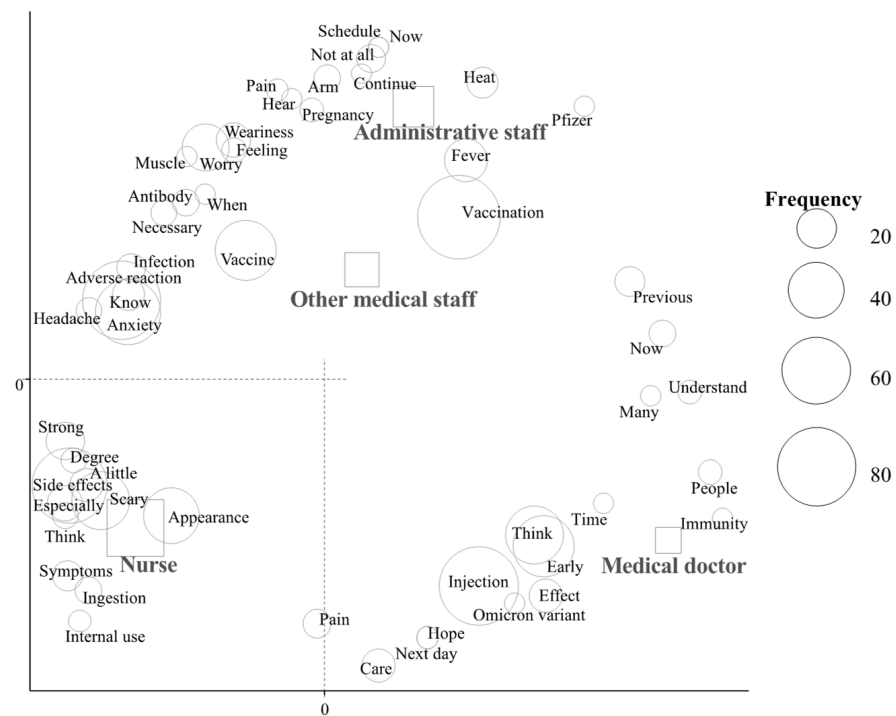 Schedule
Now
Not at all
Continue
Heat
Pain
Arm
Hear
Pregnancy
Pfizer
Administrative staff
Weariness
Feeling
Muscle
Worry
Fever
Antibody
When
Necessary
Vaccination
Vaccine
Infection
Adverse reaction
Know
Headache
Anxiety
Other medical staff
Previous
Now
Understand
Many
Frequency
20
40
60
80
0
Strong
Degree
A little
Side effects
Scary
Especially
Appearance
Think
Nurse
Symptoms
Ingestion
Internal use
People
Immunity
Time
Think
Medical doctor
Early
Injection
Effect
Omicron variant
Pain
Hope
Next day
Care
0